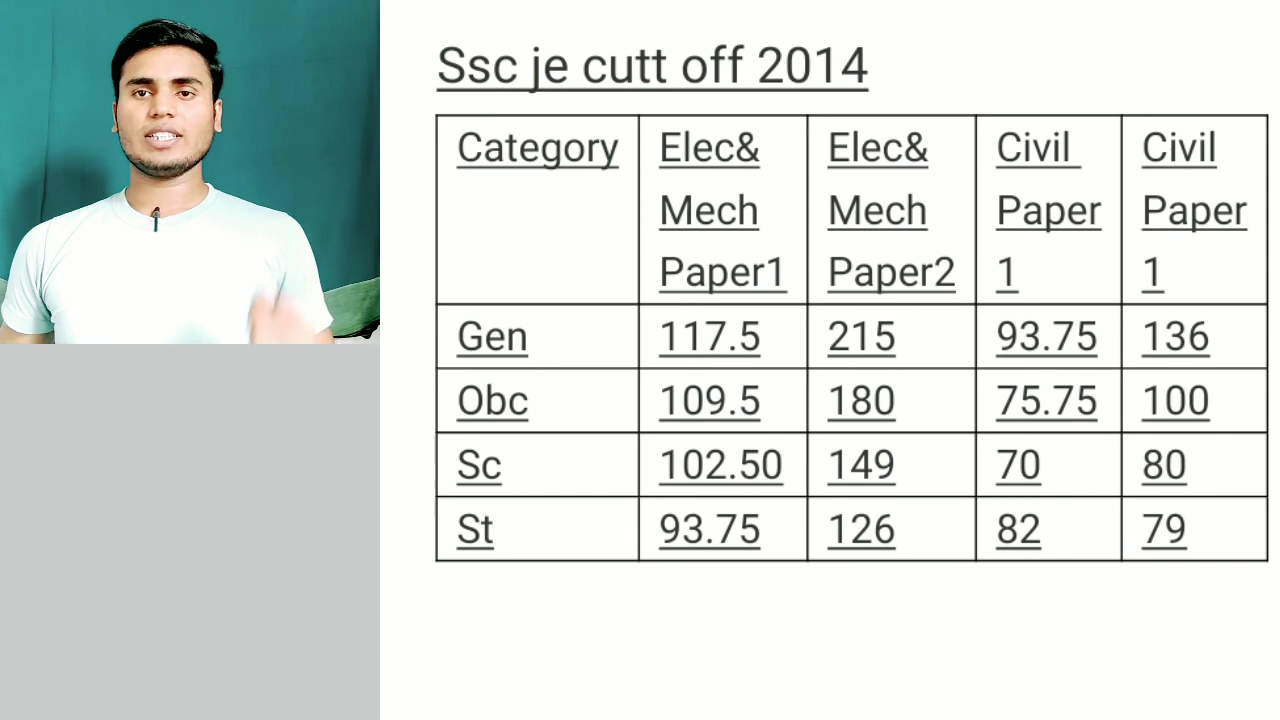 Ssc je cutt off 2014
Category Elec& Elec& Civil Civil
Mech Mech Paper Paper
Paper1 Paper2 1 1
Gen 117.5 215 93.75 136
Obc 109.5 180 75.75 100
Sc 102.50 149 70 80
St 93.75 126 82 79